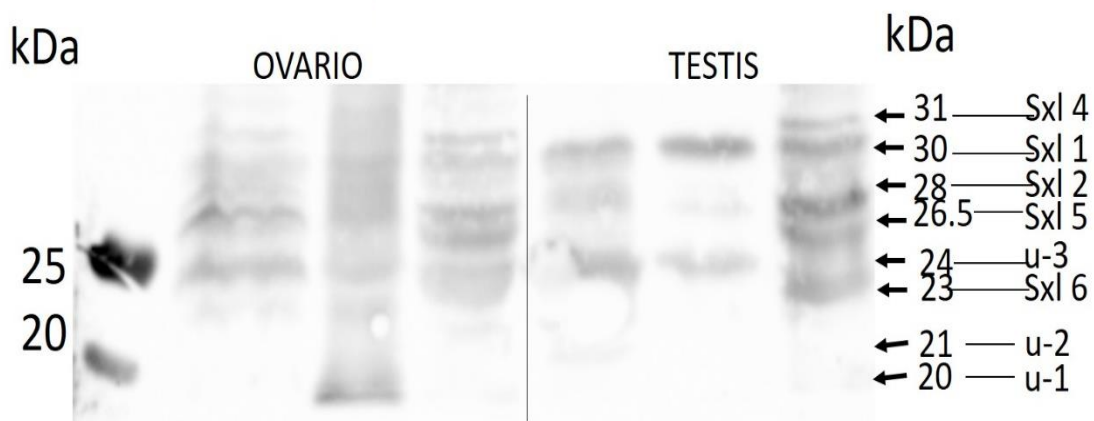 kDa
OVARIO
TESTIS
kDa
25
20
31 Sxl 4
30 Sxl 1
28 Sxl 2
26.5 Sxl 5
24 u-3
23 Sxl 6
21 u-2
20 u-1